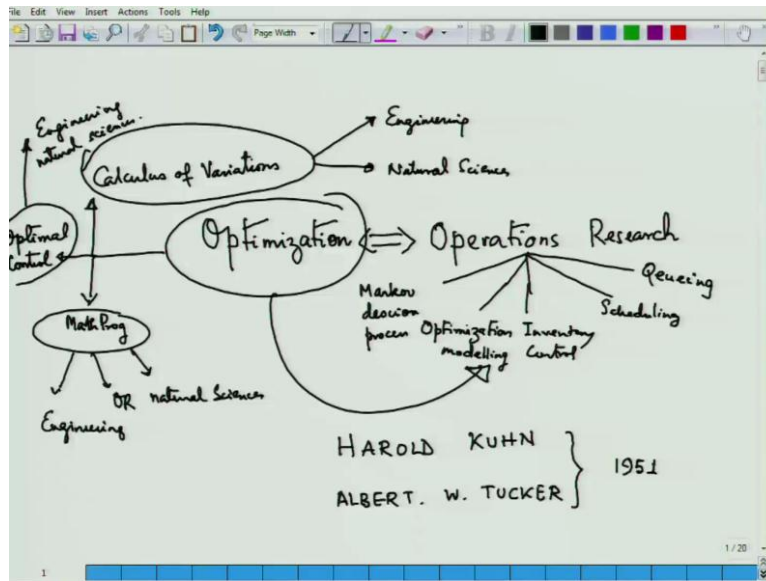 File Edit View Insert Actions Tools Help
Page Width
Engineering
natural science.
Calculus of Variations
Engineering
Natural Sciences
Optimal
Control
Optimization
Operations Research
Queueing
Scheduling
Markov
descion
process
Optimization
modelling
Inventory
Control
Math Prog
Engineering
OR
natural Sciences
HAROLD KUHN
ALBERT. W. TUCKER
1951
1 / 20
1